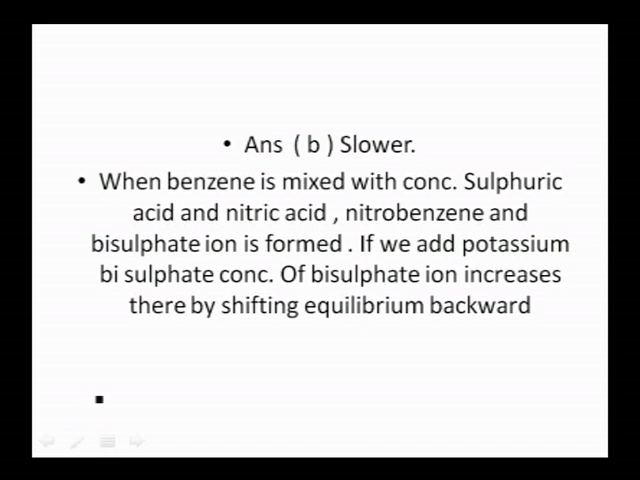 • Ans ( b ) Slower.
• When benzene is mixed with conc. Sulphuric
acid and nitric acid , nitrobenzene and
bisulphate ion is formed . If we add potassium
bi sulphate conc. Of bisulphate ion increases
there by shifting equilibrium backward